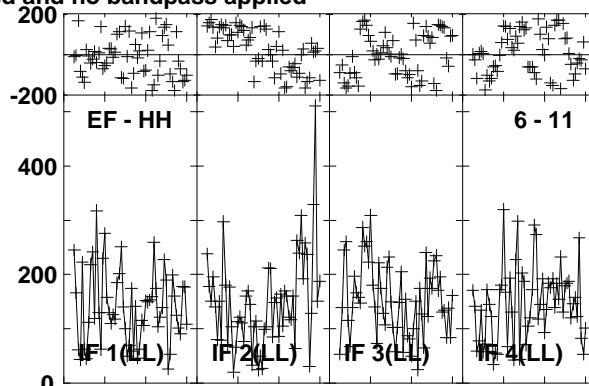 and no bandpass applied
200
-200
EF - HH
6 - 11
400
200
IF 1(LL)
IF 2(LL)
IF 3(LL)
IF 4(LL)
0